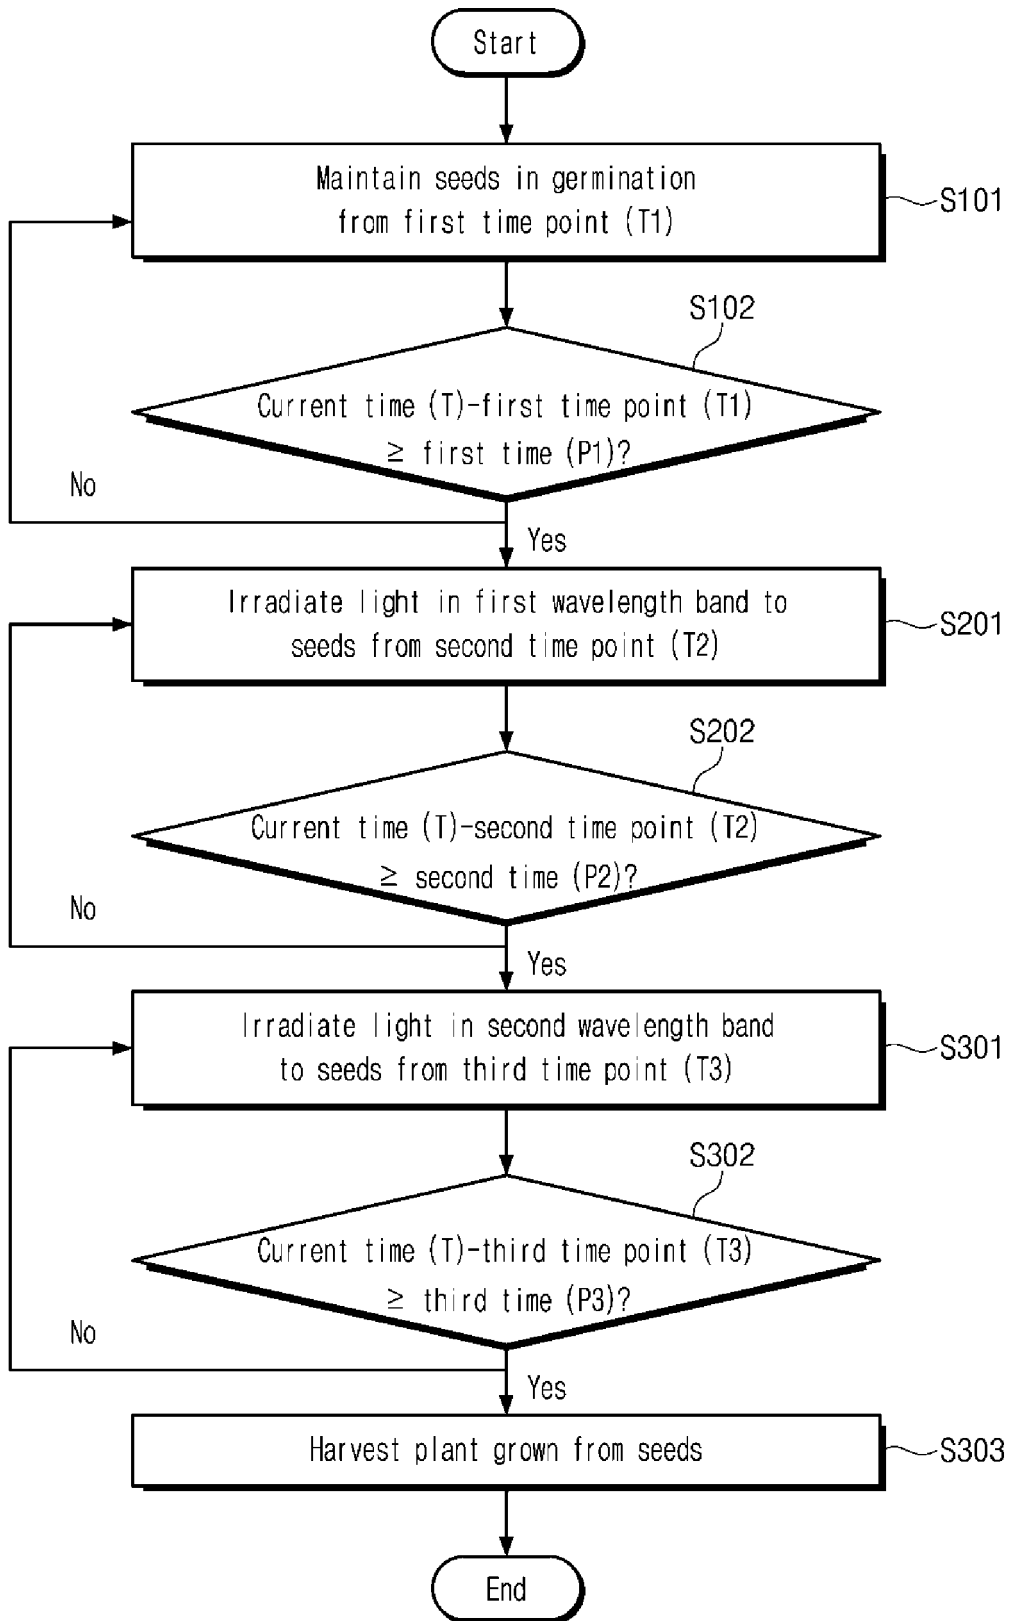 Start
Maintain seeds in germination
from first time point (T1)
S101
S102
Current time (T)-first time point (T1)
≥ first time (P1)?
No
Yes
Irradiate light in first wavelength band to
seeds from second time point (T2)
S201
S202
Current time (T)-second time point (T2)
≥ second time (P2)?
No
Yes
Irradiate light in second wavelength band
to seeds from third time point (T3)
S301
S302
Current time (T)-third time point (T3)
≥ third time (P3)?
No
Yes
Harvest plant grown from seeds
S303
End